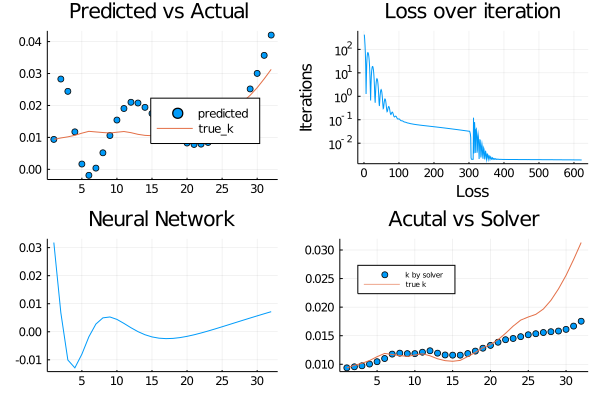 Predicted vs Actual
0.04
0.03
0.02
0.01
0.00
predicted
true_k
5 10 15 20 25 30
Loss over iteration
Iterations
10² 
10¹
10⁰
10⁻¹
10⁻²
0 100 200 300 400 500 600
Loss
Neural Network
0.03
0.02
0.01
0.00
-0.01
5 10 15 20 25 30
Acutal vs Solver
0.030
0.025
0.020
0.015
0.010
k by solver
true k
5 10 15 20 25 30